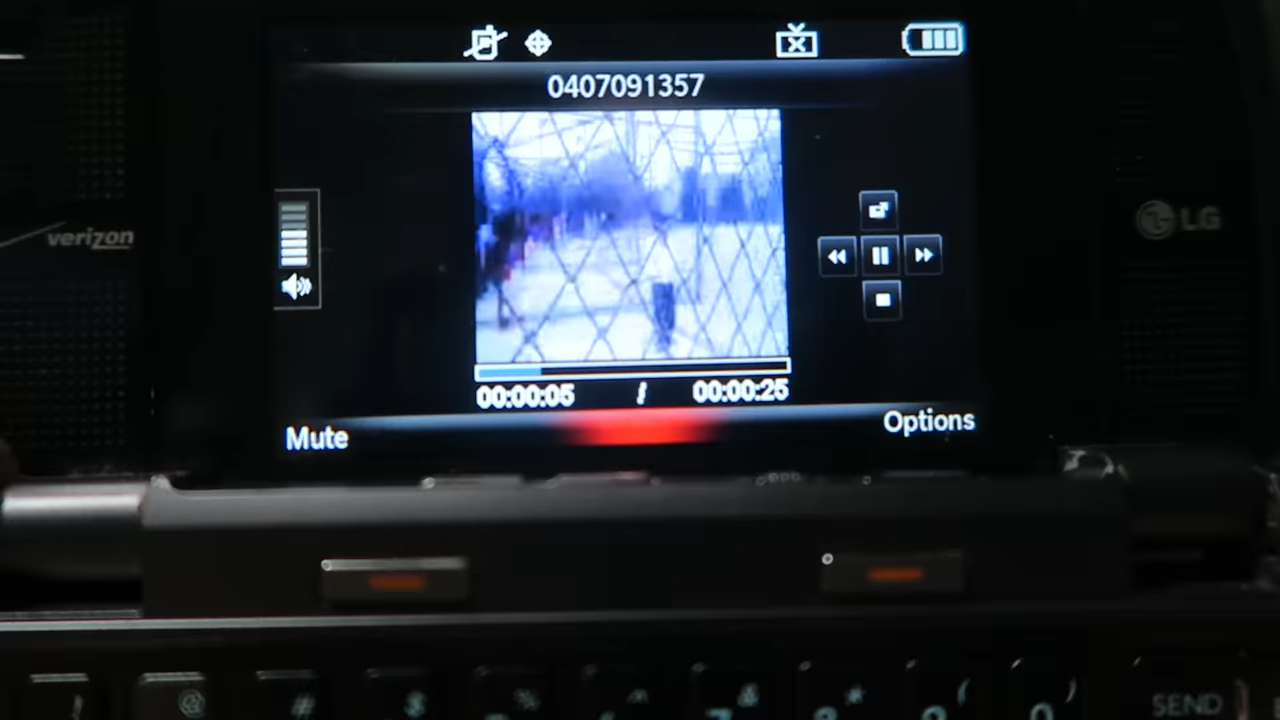 0407091357
verizon
LG
00:00:05 / 00:00:25
Mute
Options
! @ # $ % ^ & * ( )
SEND